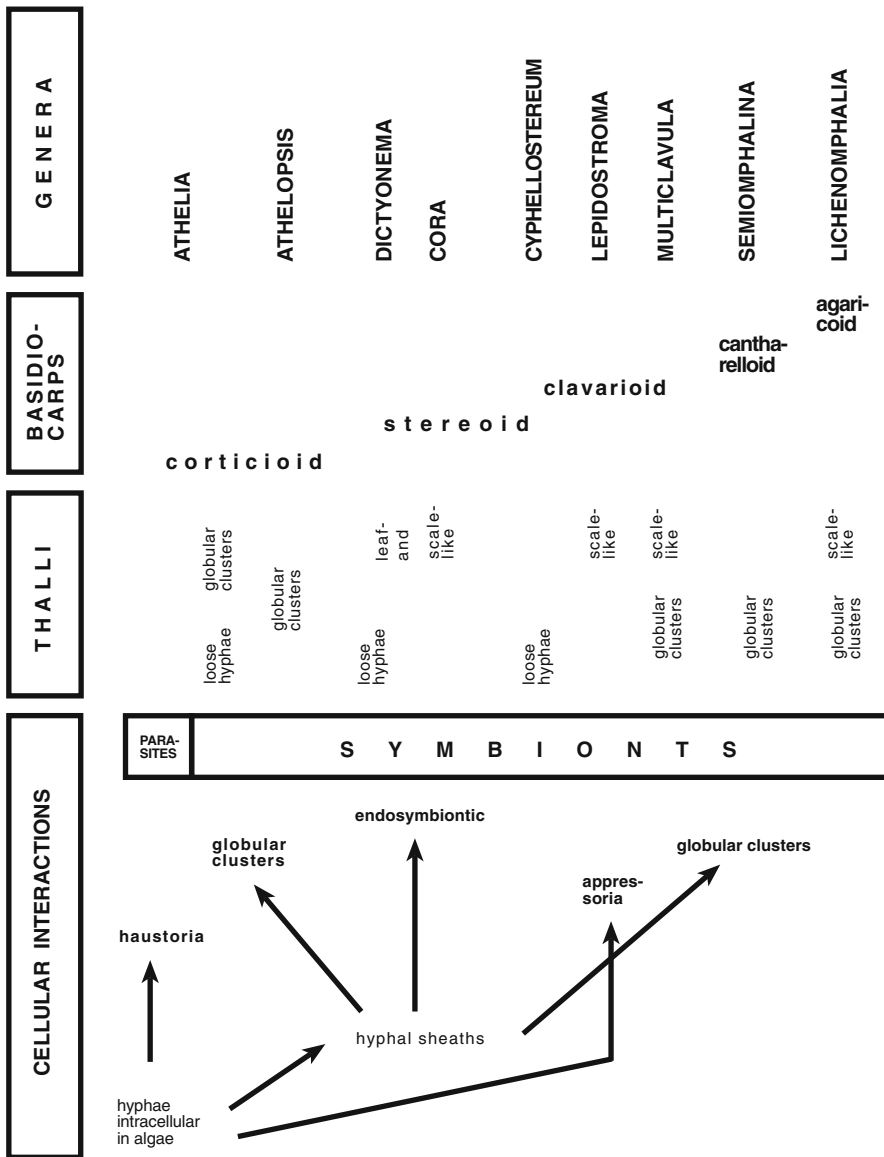 GENERA
ATHELIA
ATHELOPSIS
DICTYONEMA
CORA
CYPHELLOSTEREUM
LEPIDOSTROMA
MULTICLAVULA
SEMIOMPHALINA
LICHENOMPHALIA
BASIDIO-
CARPS
agari-
coid
cantha-
relloid
clavarioid
stereoid
corticioid
THALLI
globular
clusters
loose
hyphae
globular
clusters
leaf-
and
loose
hyphae
scale-
like
loose
hyphae
scale-
like
scale-
like
globular
clusters
globular
clusters
scale-
like
globular
clusters
CELLULAR INTERACTIONS
PARA-
SITES
SYMBIONTS
endosymbiontic
globular
clusters
globular clusters
appres-
soria
haustoria
hyphal sheaths
hyphae
intracellular
in algae